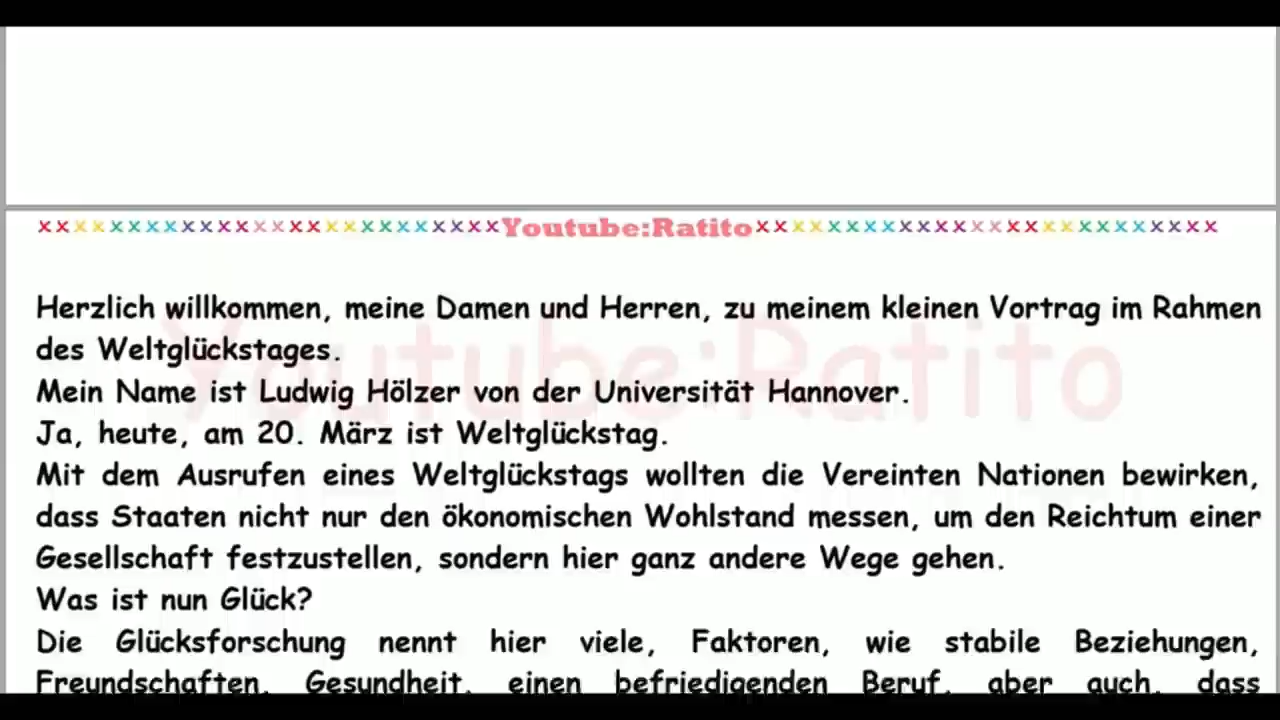 ××××××××××××××××××××××××××Youtube:Ratito××××××××××××××××××××××××××
Herzlich willkommen, meine Damen und Herren, zu meinem kleinen Vortrag im Rahmen
des Weltglückstages.
Mein Name ist Ludwig Hölzer von der Universität Hannover.
Ja, heute, am 20. März ist Weltglückstag.
Mit dem Ausrufen eines Weltglückstags wollten die Vereinten Nationen bewirken,
dass Staaten nicht nur den ökonomischen Wohlstand messen, um den Reichtum einer
Gesellschaft festzustellen, sondern hier ganz andere Wege gehen.
Was ist nun Glück?
Die Glücksforschung nennt hier viele, Faktoren, wie stabile Beziehungen,
Freundschaften, Gesundheit, einen befriedigenden Beruf, aber auch, dass
Youtube:Ratito